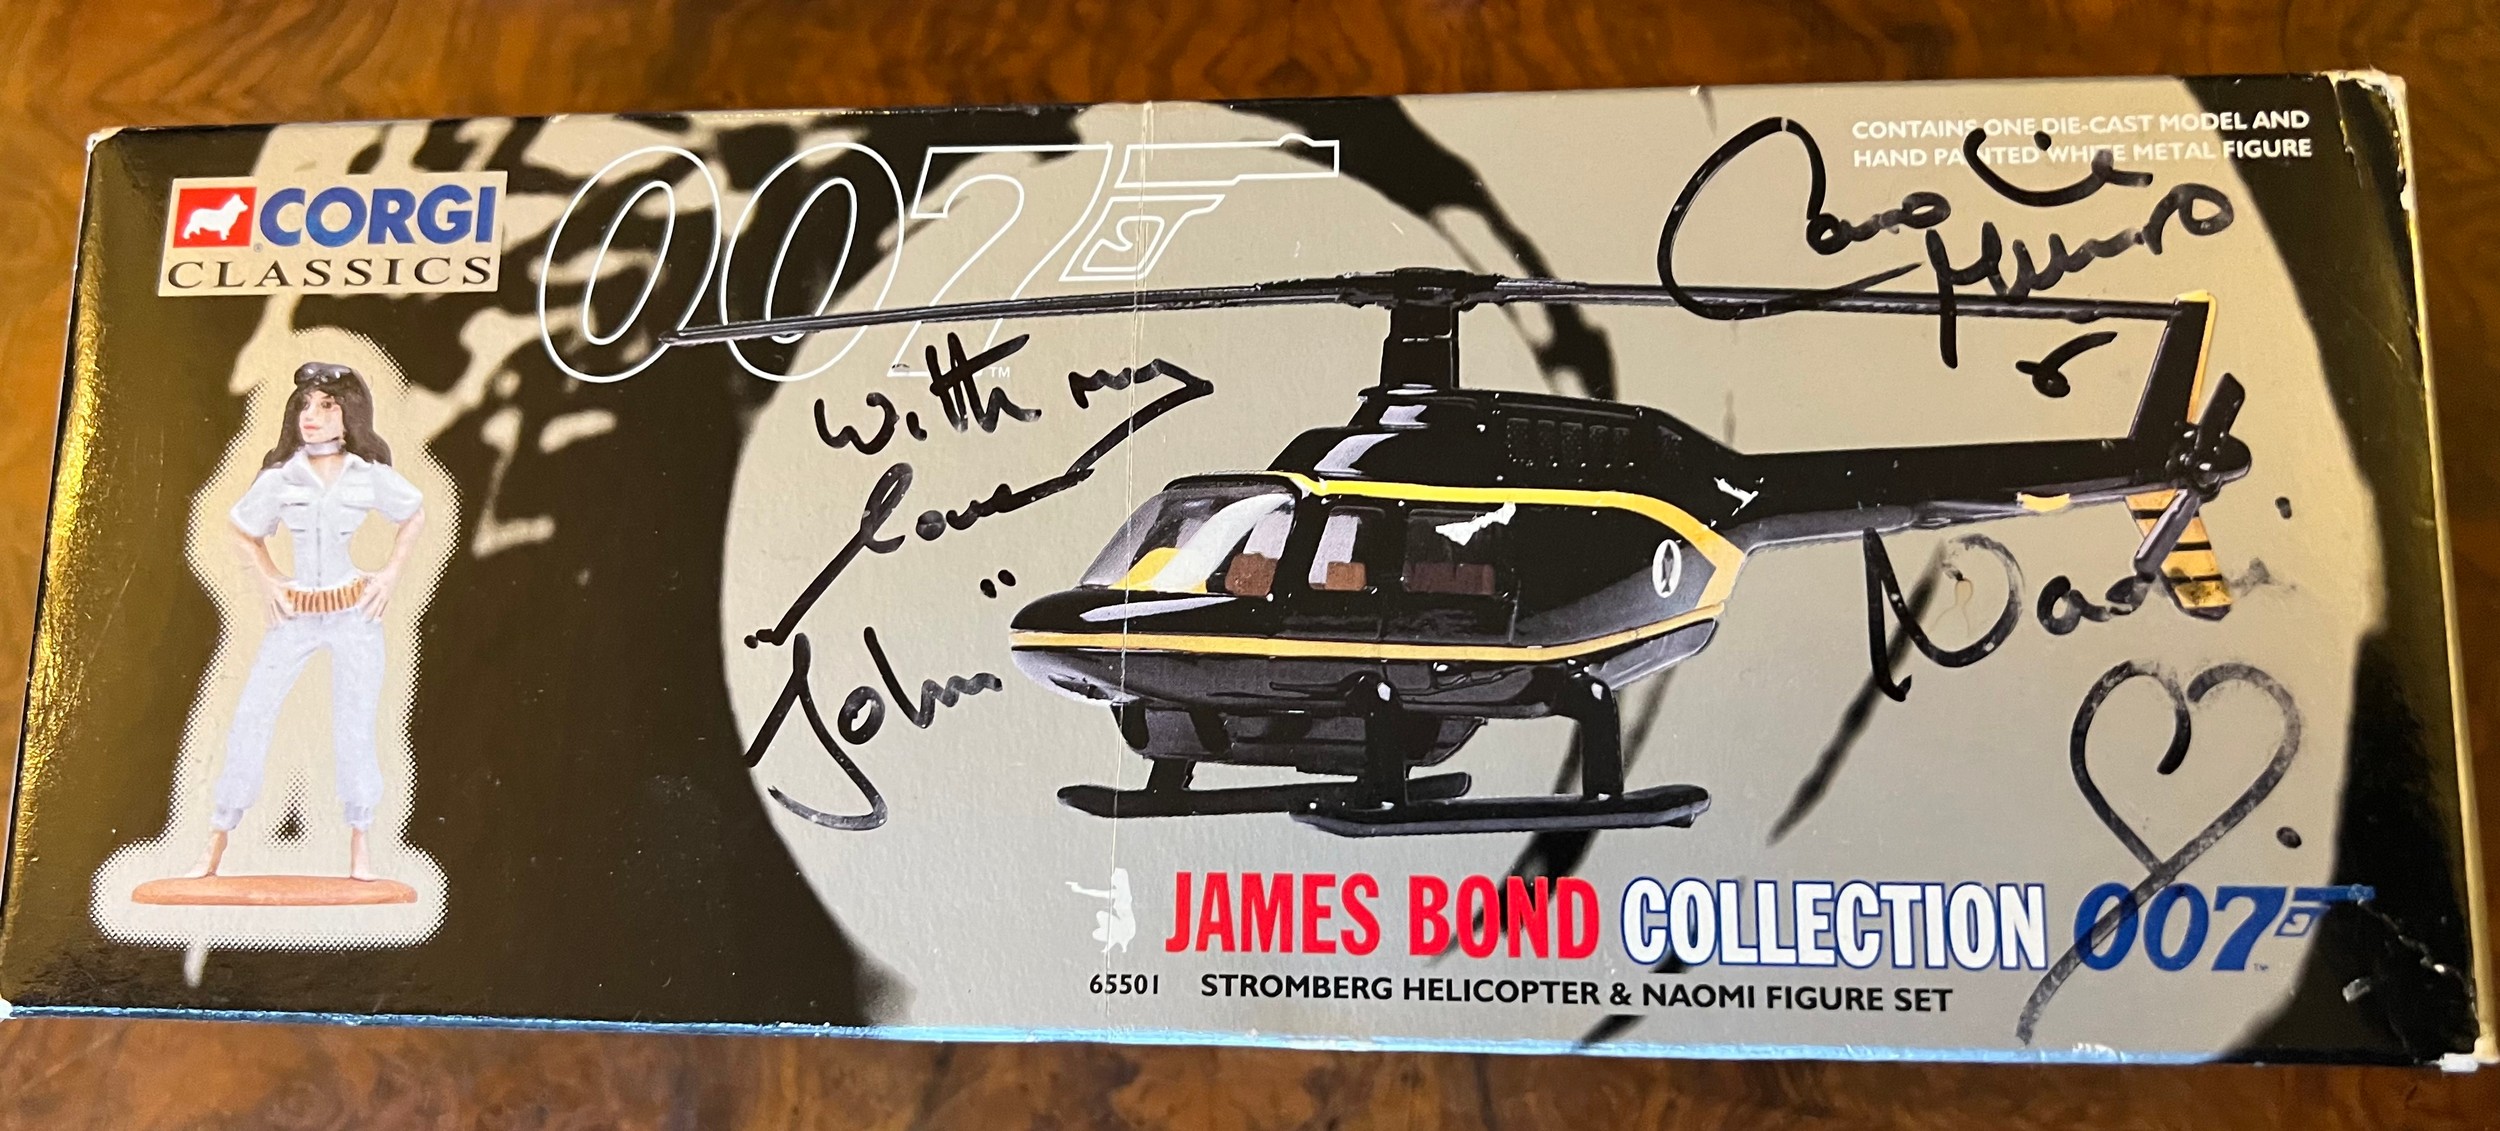 CORGI
CLASSICS
007
TM
CONTAINS ONE DIE-CAST MODEL AND
HAND PAINTED WHITE METAL FIGURE
Caroline
Munro
With my
love
John
JAMES BOND COLLECTION 007
65501 STROMBERG HELICOPTER & NAOMI FIGURE SET